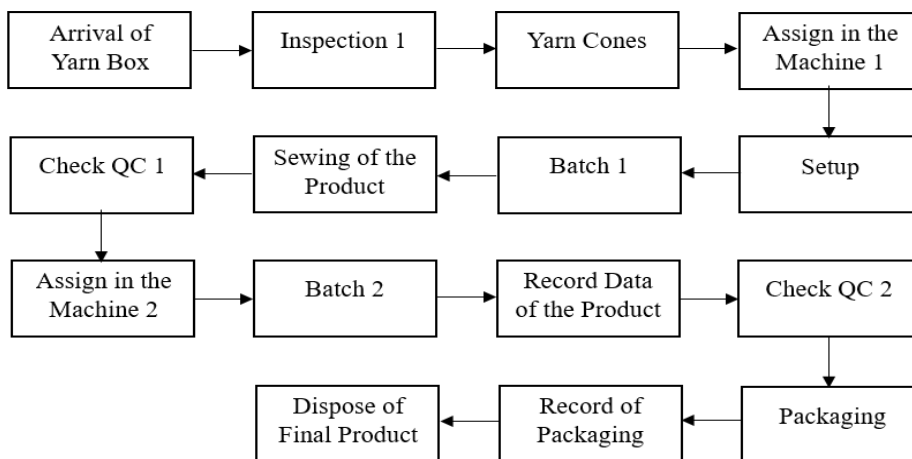 Arrival of
Yarn Box
Inspection 1
Yarn Cones
Assign in the
Machine 1
Setup
Batch 1
Sewing of the
Product
Check QC 1
Assign in the
Machine 2
Batch 2
Record Data
of the Product
Check QC 2
Packaging
Record of
Packaging
Dispose of
Final Product